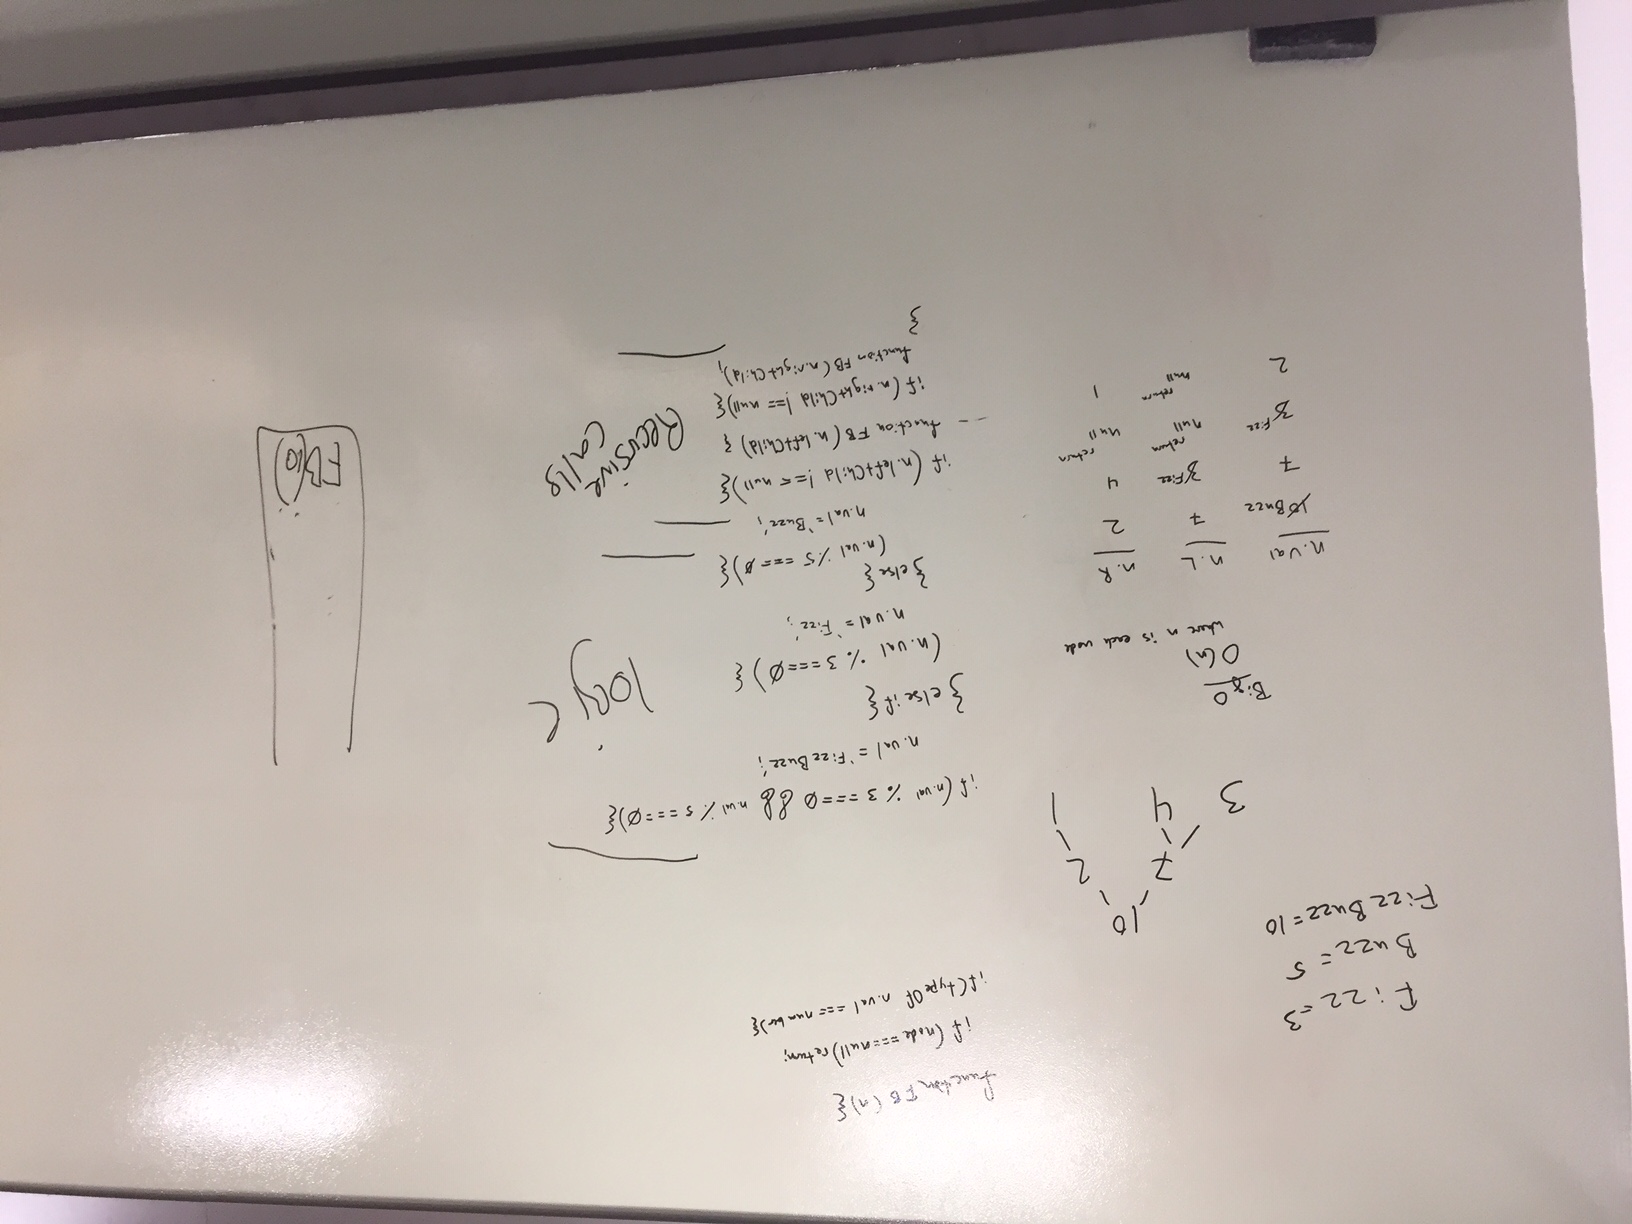 Fizz=3
Buzz=5
FizzBuzz=10
10
7 2
3 4 1
Big O
O(n)
where n is each node
n.Val n.L n.R
10 Buzz 7 2
7 3 Fizz 4
3 Fizz return null return null
2 return null 1
function FB (n){
if (node===null) return;
if(typeOf n.val === number){
if (n.val % 3 ===0 && n.val % 5 ===0){
n.val = 'FizzBuzz';
} else if {
(n.val % 3===0) {
n.val = 'Fizz';
} else {
(n.val %5 === 0) {
n.val = 'Buzz';
if (n.leftChild !== null){
-- function FB(n.leftChild) {
if (n.rightChild !== null){
function FB(n.rightChild);
}
logic
Recursive
calls
FB(10)